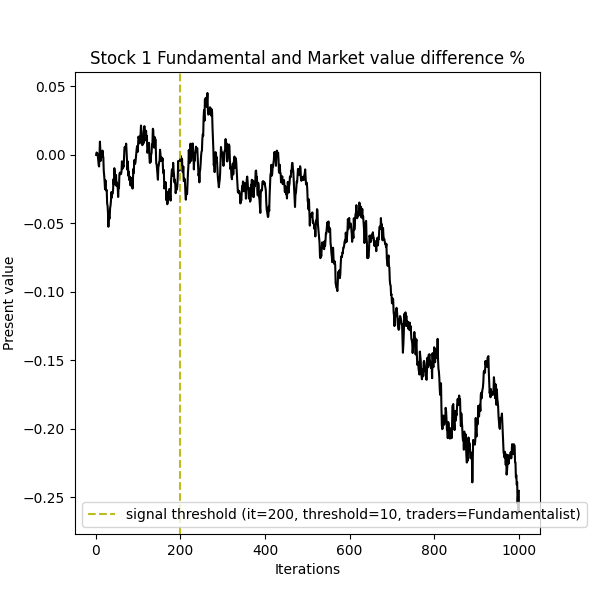 Stock 1 Fundamental and Market value difference %
0.05
0.00
−0.05
−0.10
−0.15
−0.20
−0.25
Present value
signal threshold (it=200, threshold=10, traders=Fundamentalist)
0 200 400 600 800 1000
Iterations